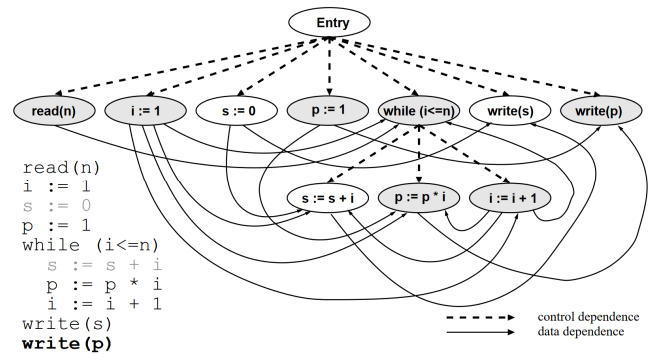 Entry
read(n)
i := 1
s := 0
p := 1
while (i<=n)
write(s)
write(p)
s := s + i
p := p * i
i := i + 1
read(n)
i := 1
s := 0
p := 1
while (i<=n)
s := s + i
p := p * i
i := i + 1
write(s)
write(p)
control dependence
data dependence